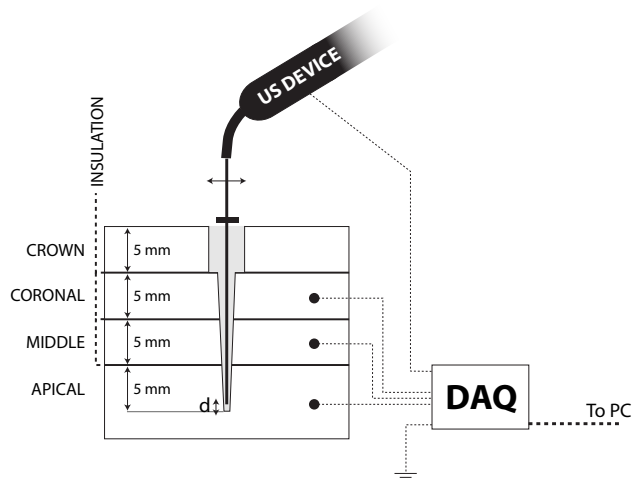 US DEVICE
INSULATION
CROWN
5 mm
CORONAL
5 mm
MIDDLE
5 mm
APICAL
5 mm
d
DAQ
To PC